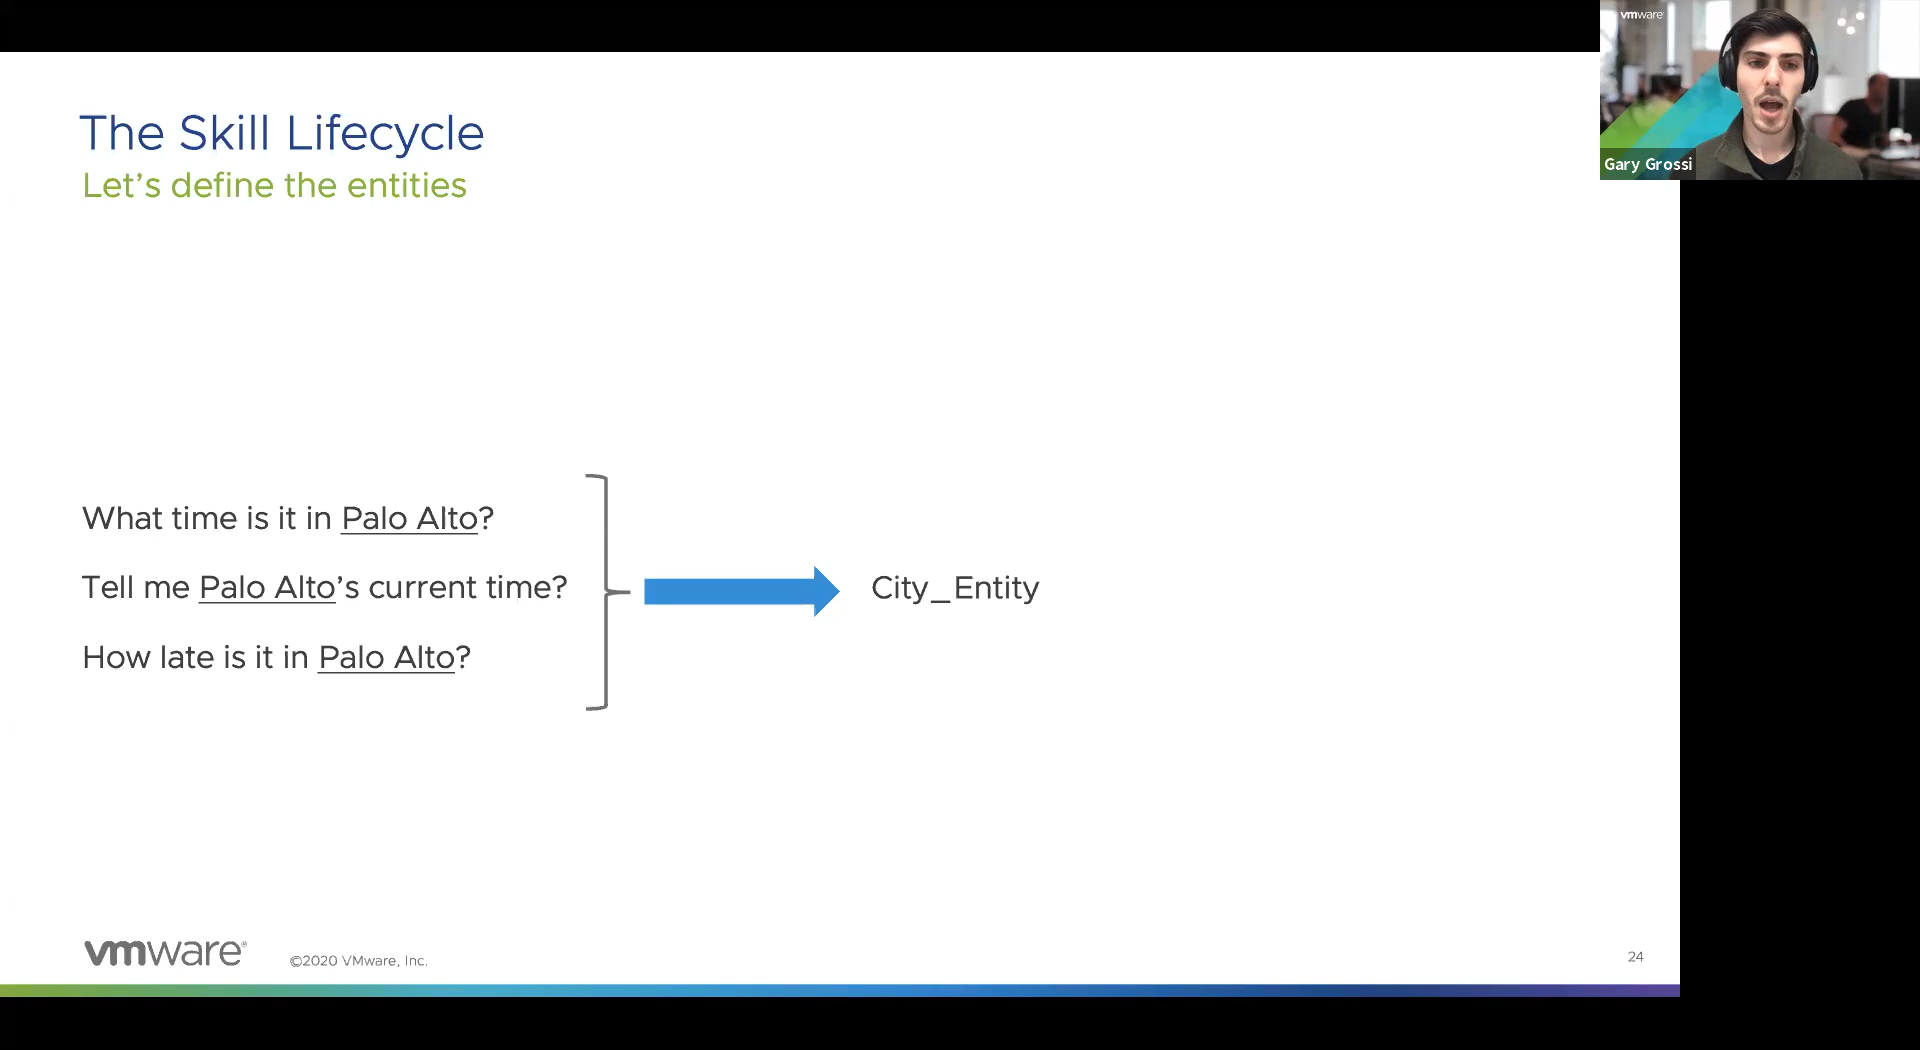 vmware
Gary Grossi
The Skill Lifecycle
Let’s define the entities
What time is it in Palo Alto?
Tell me Palo Alto’s current time?
How late is it in Palo Alto?
City_Entity
vmware®
©2020 VMware, Inc.
24